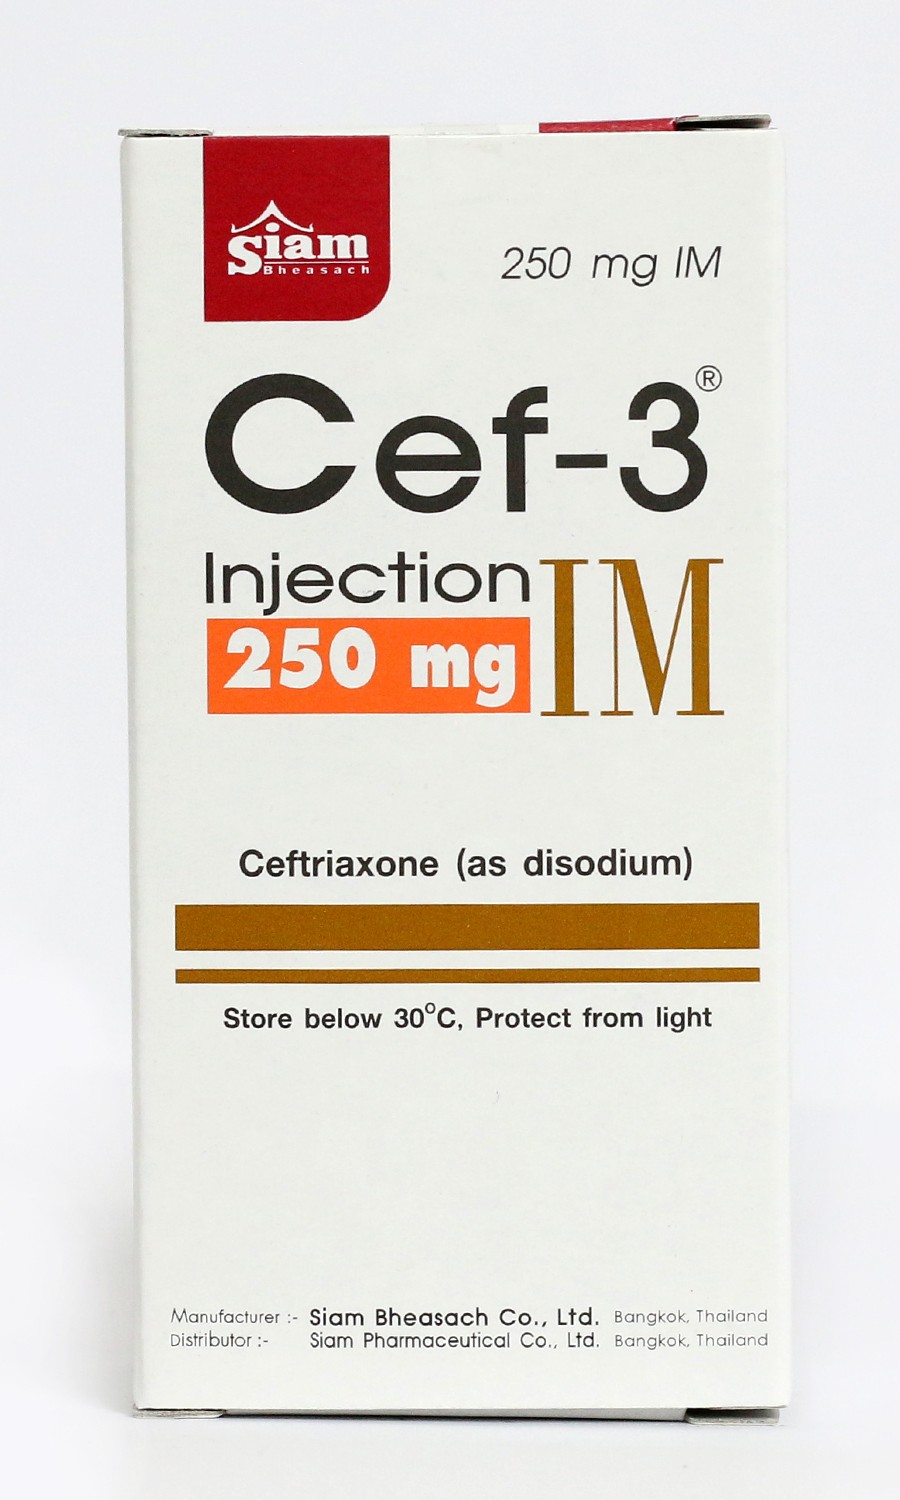 Siam
Bheasach
250 mg IM
Cef-3®
Injection IM
250 mg
Ceftriaxone (as disodium)
Store below 30°C, Protect from light
Manufacturer :- Siam Bheasach Co., Ltd. Bangkok, Thailand
Distributor :- Siam Pharmaceutical Co., Ltd. Bangkok, Thailand